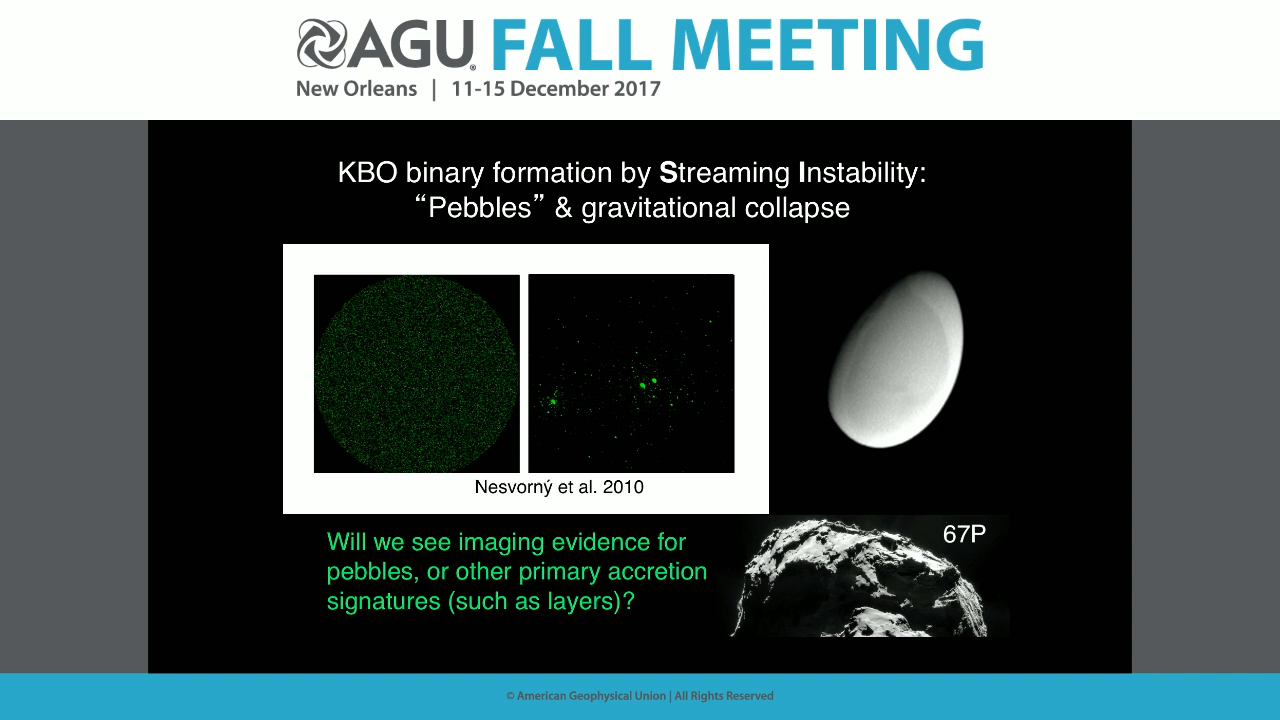 AGU FALL MEETING
New Orleans | 11-15 December 2017
KBO binary formation by Streaming Instability:
“Pebbles” & gravitational collapse
Nesvorný et al. 2010
67P
Will we see imaging evidence for
pebbles, or other primary accretion
signatures (such as layers)?
© American Geophysical Union | All Rights Reserved